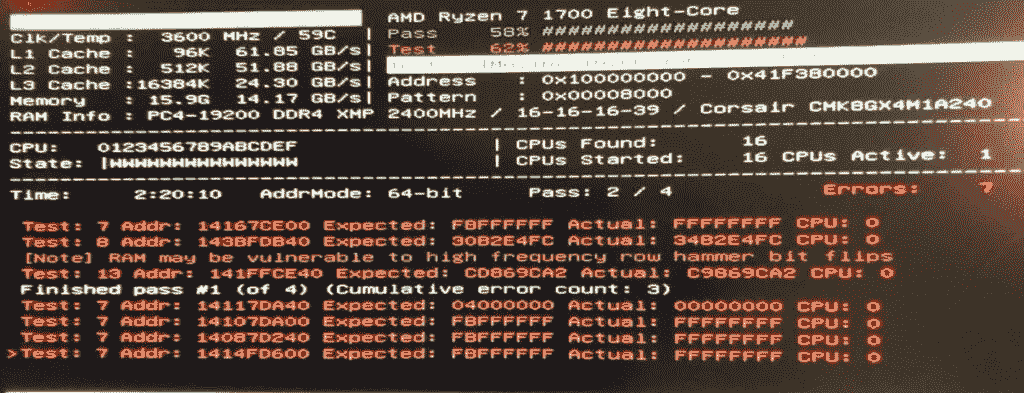 AMD Ryzen 7 1700 Eight-Core
Clk/Temp : 3600 MHz / 59C | Pass 58% ###################
L1 Cache : 96K 61.85 GB/s| Test 62% ####################
L2 Cache : 512K 51.88 GB/s|
L3 Cache :16384K 24.30 GB/s| Address : 0x100000000 - 0x41F380000
Memory : 15.9G 14.17 GB/s| Pattern : 0x00008000
RAM Info : PC4-19200 DDR4 XMP 2400MHz / 16-16-16-39 / Corsair CMK8GX4M1A240
CPU: 0123456789ABCDEF | CPUs Found: 16
State: |WWWWWWWWWWWWWWW | CPUs Started: 16 CPUs Active: 1
Time: 2:20:10 AddrMode: 64-bit Pass: 2 / 4 Errors: 7
Test: 7 Addr: 14167CE00 Expected: FBFFFFFF Actual: FFFFFFFF CPU: 0
Test: 8 Addr: 143BFDB40 Expected: 30B2E4FC Actual: 34B2E4FC CPU: 0
[Note] RAM may be vulnerable to high frequency row hammer bit flips
Test: 13 Addr: 141FFCE40 Expected: CD869CA2 Actual: C9869CA2 CPU: 0
Finished pass #1 (of 4) (Cumulative error count: 3)
Test: 7 Addr: 14117DA40 Expected: 04000000 Actual: 00000000 CPU: 0
Test: 7 Addr: 14107DA00 Expected: FBFFFFFF Actual: FFFFFFFF CPU: 0
Test: 7 Addr: 14087D240 Expected: FBFFFFFF Actual: FFFFFFFF CPU: 0
>Test: 7 Addr: 1414FD600 Expected: FBFFFFFF Actual: FFFFFFFF CPU: 0